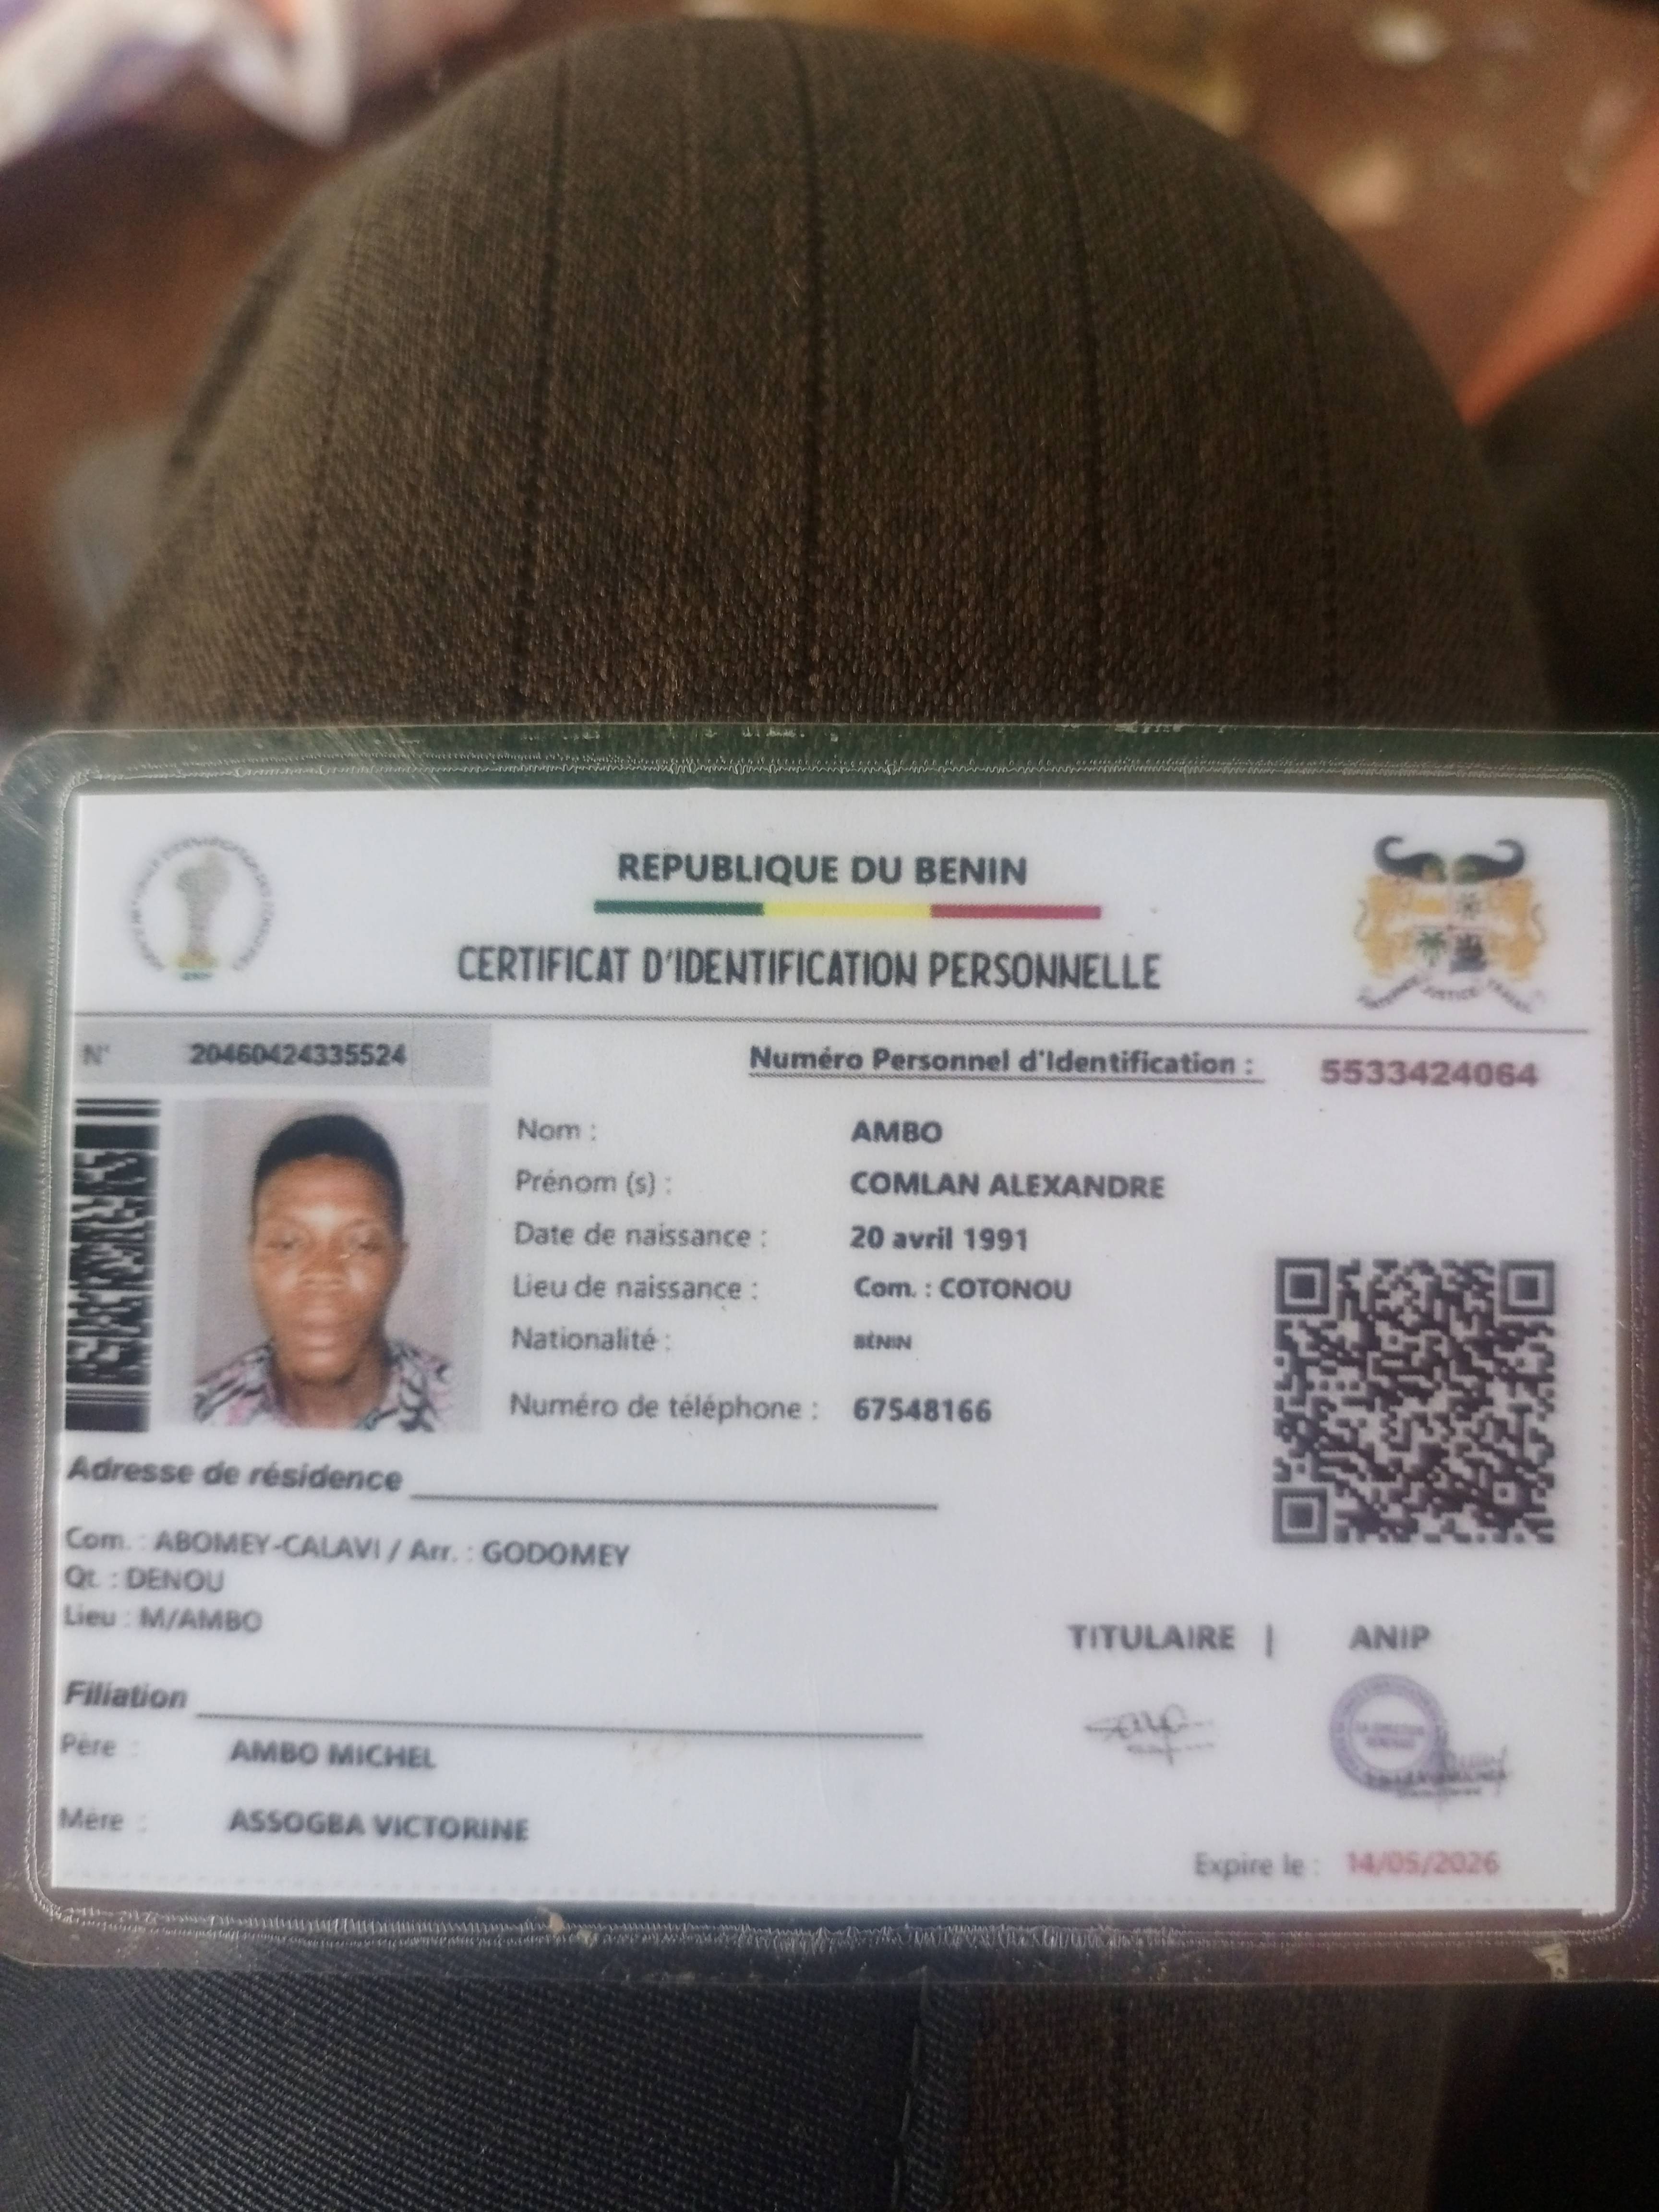 REPUBLIQUE DU BENIN
CERTIFICAT D'IDENTIFICATION PERSONNELLE
N° 20460424335524
Numéro Personnel d'Identification : 5533424064
Nom : AMBO
Prénom (s) : COMLAN ALEXANDRE
Date de naissance : 20 avril 1991
Lieu de naissance : Com. : COTONOU
Nationalité : BÉNIN
Numéro de téléphone : 67548166
Adresse de résidence
Com. : ABOMEY-CALAVI / Arr. : GODOMEY
Qt. : DENOU
Lieu : M/AMBO
TITULAIRE | ANIP
Filiation
Père : AMBO MICHEL
Mère : ASSOGBA VICTORINE
Expire le : 14/05/2026